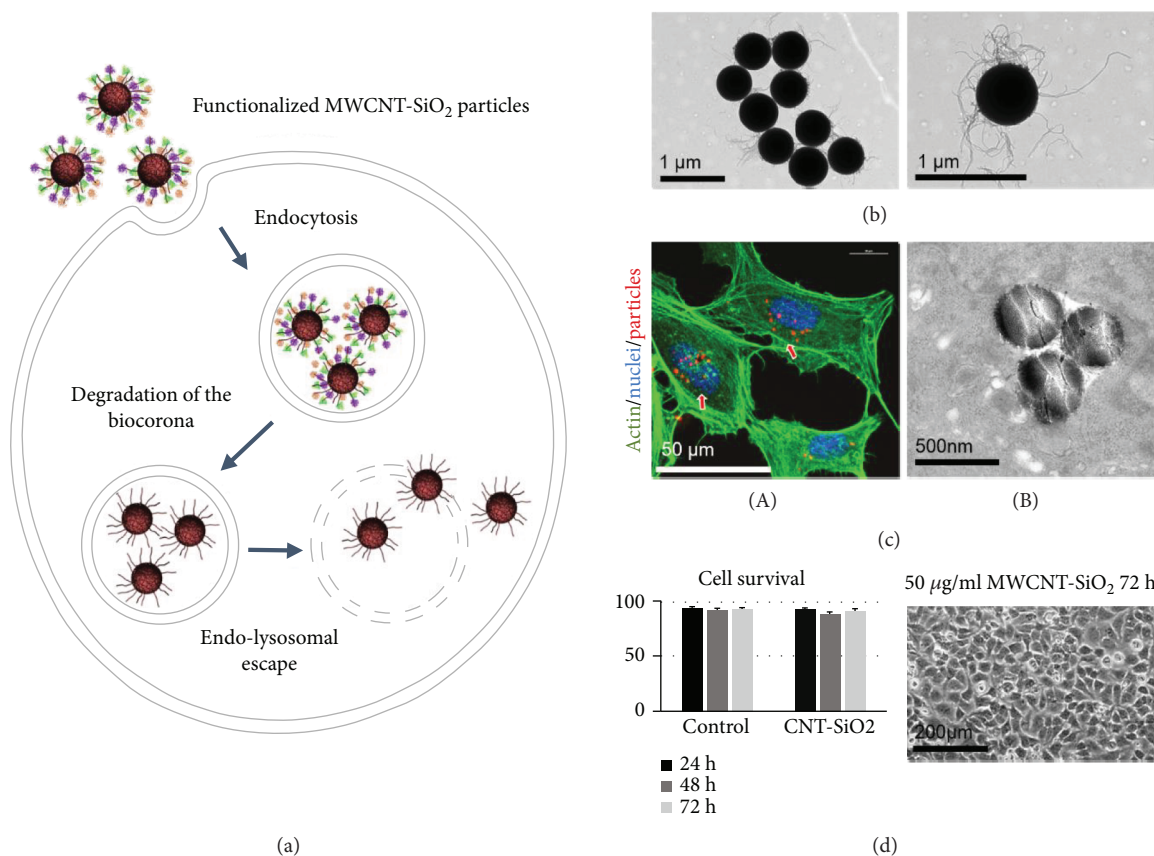 Functionalized MWCNT-SiO₂ particles
Endocytosis
Degradation of the
biocorona
Endo-lysosomal
escape
(a)
1 µm
1 µm
(b)
Actin/nuclei/particles
50 µm
(A)
500nm
(B)
(c)
Cell survival
100
50
0
Control
CNT-SiO2
24 h
48 h
72 h
50 µg/ml MWCNT-SiO₂ 72 h
200µm
(d)